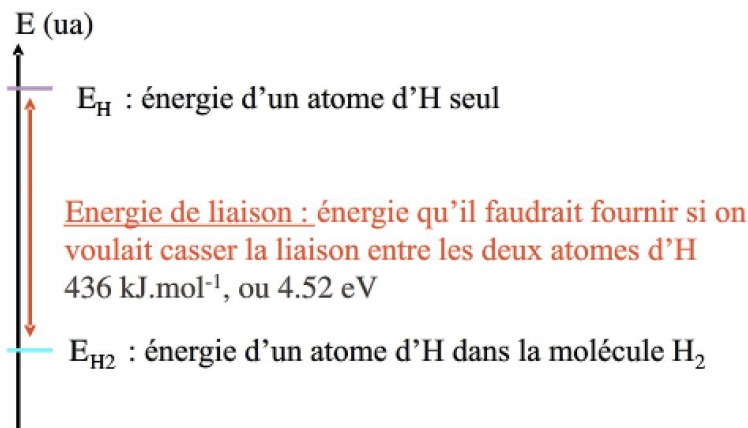 E (ua)
E_H : énergie d’un atome d’H seul
Energie de liaison : énergie qu’il faudrait fournir si on
voulait casser la liaison entre les deux atomes d’H
436 kJ.mol⁻¹, ou 4.52 eV
E_H2 : énergie d’un atome d’H dans la molécule H₂